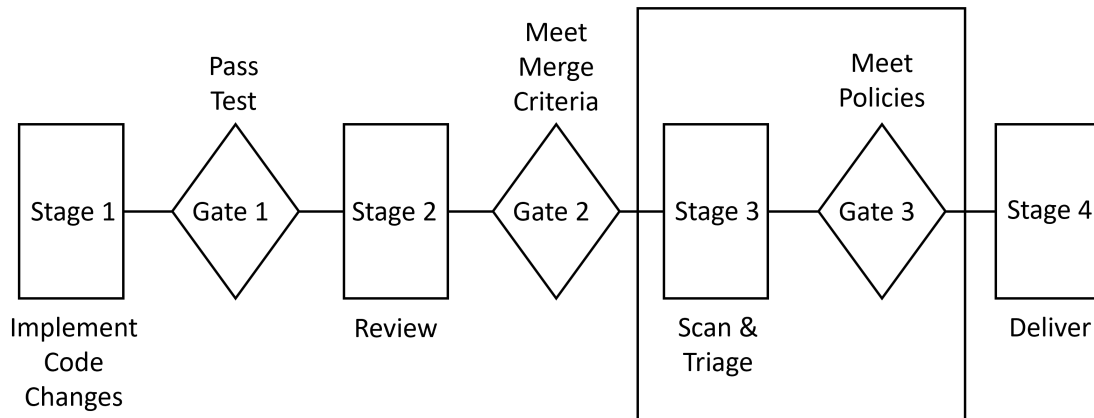 Pass
Test
Meet
Merge
Criteria
Meet
Policies
Stage 1
Gate 1
Stage 2
Gate 2
Stage 3
Gate 3
Stage 4
Implement
Code
Changes
Review
Scan &
Triage
Deliver